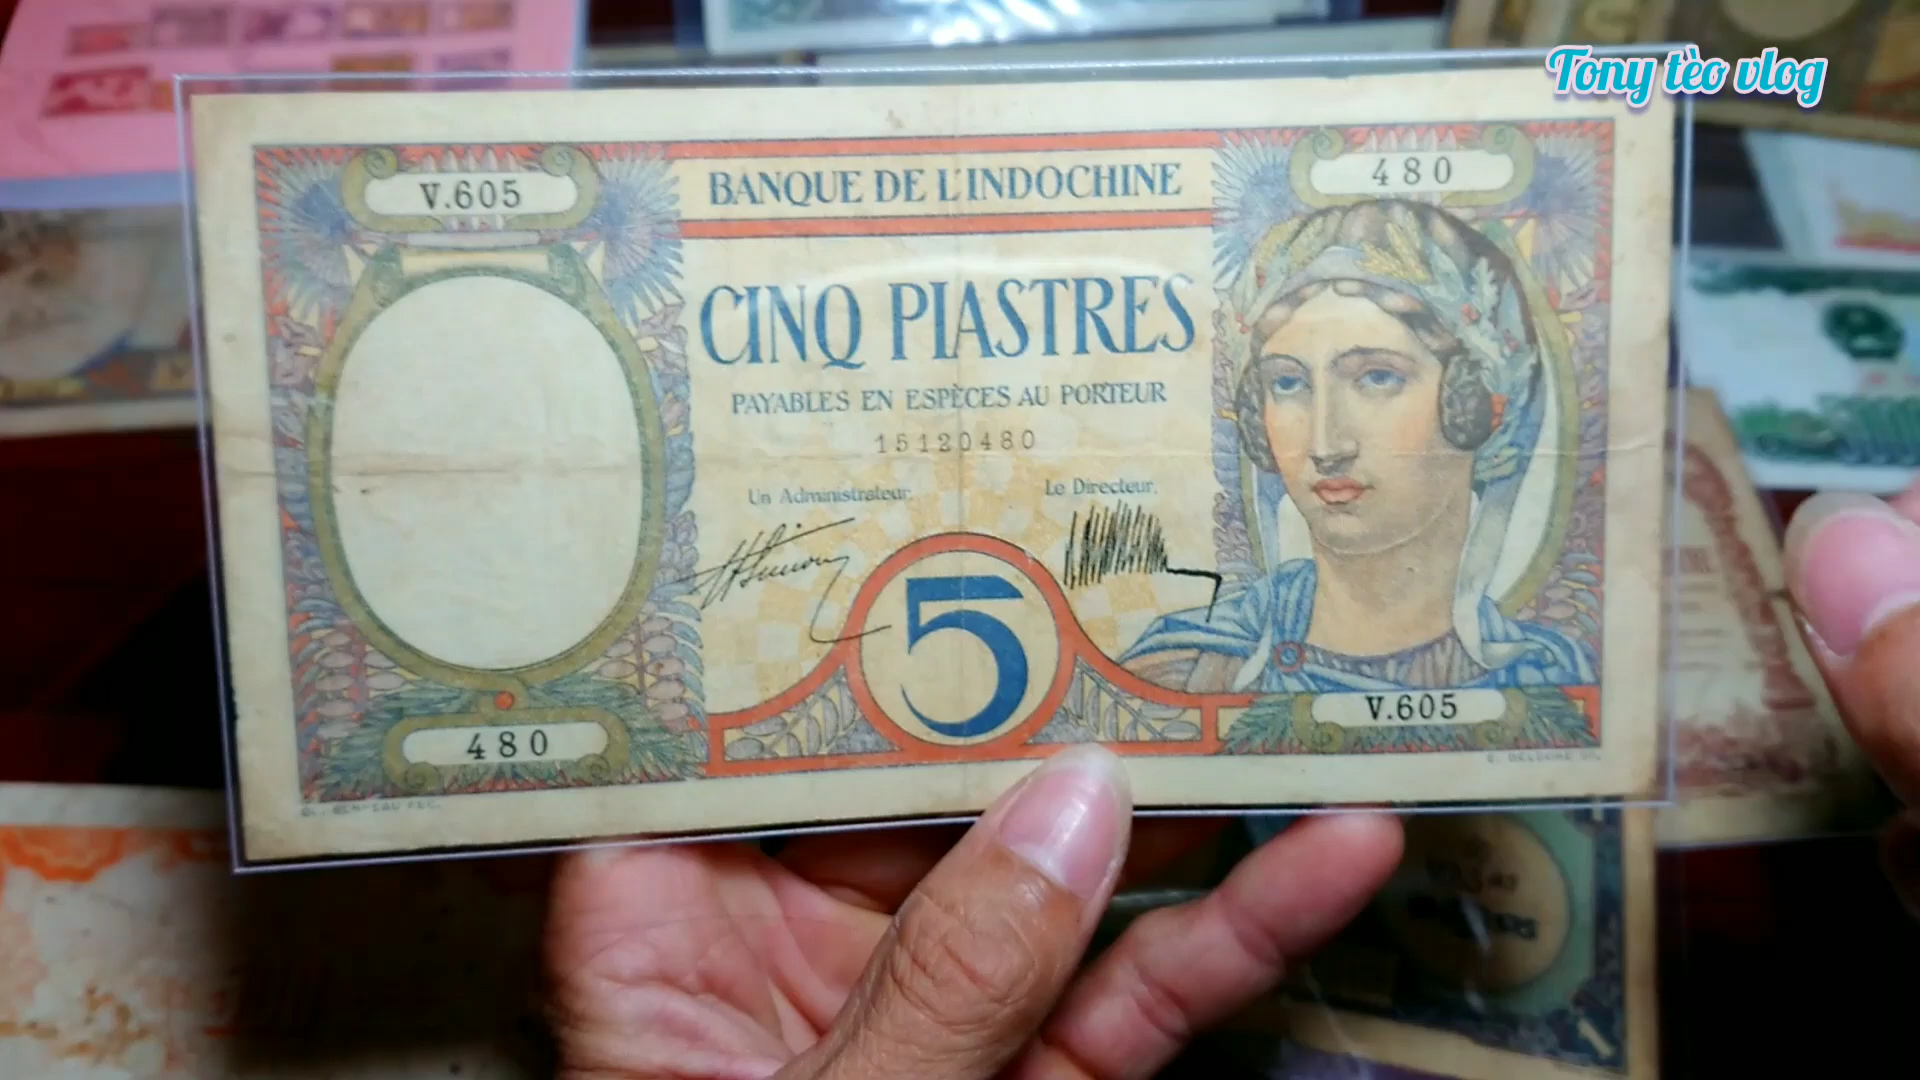 Tony tèo vlog
V.605
BANQUE DE L'INDOCHINE
480
CINQ PIASTRES
PAYABLES EN ESPÈCES AU PORTEUR
15120480
Un Administrateur,
Le Directeur,
5
480
V.605